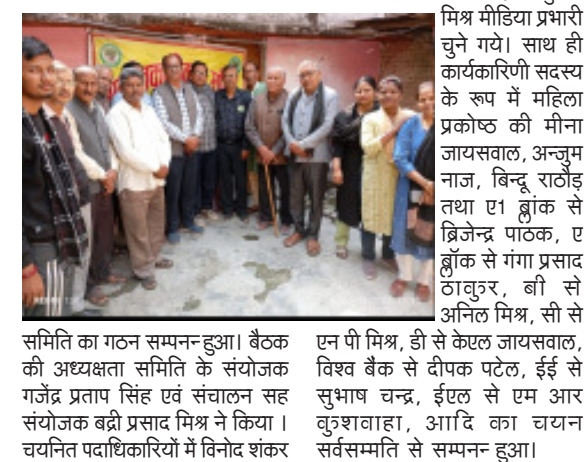 समिति का गठन सम्पनन्हुआ। बैठक
की अध्यक्षता समिति के संयोजक
गजेंद्र प्रताप सिंह एवं संचालन सह
संयोजक बद्री प्रसाद मिश्र ने किया ।
चयनित पदाधिकारियों में विनोद शंकर
मिश्र मीडिया प्रभारी
चुने गये। साथ ही
कार्यकारिणी सदस्य
के रूप में महिला
प्रकोष्ठ की मीना
जायसवाल, अन्जुम
नाज, बिन्दू राठौड़
तथा ए1 ब्लांक से
ब्रिजेन्द्र पाठक, ए
ब्लॉक से गंगा प्रसाद
ठाकुर, बी से
अनिल मिश्र, सी से
एन पी मिश्र, डी से केएल जायसवाल,
विश्व बैंक से दीपक पटेल, ईई से
सुभाष चन्द्र, ईएल से एम आर
कुशवाहा, आदि का चयन
सर्वसम्मति से सम्पनन् हुआ।